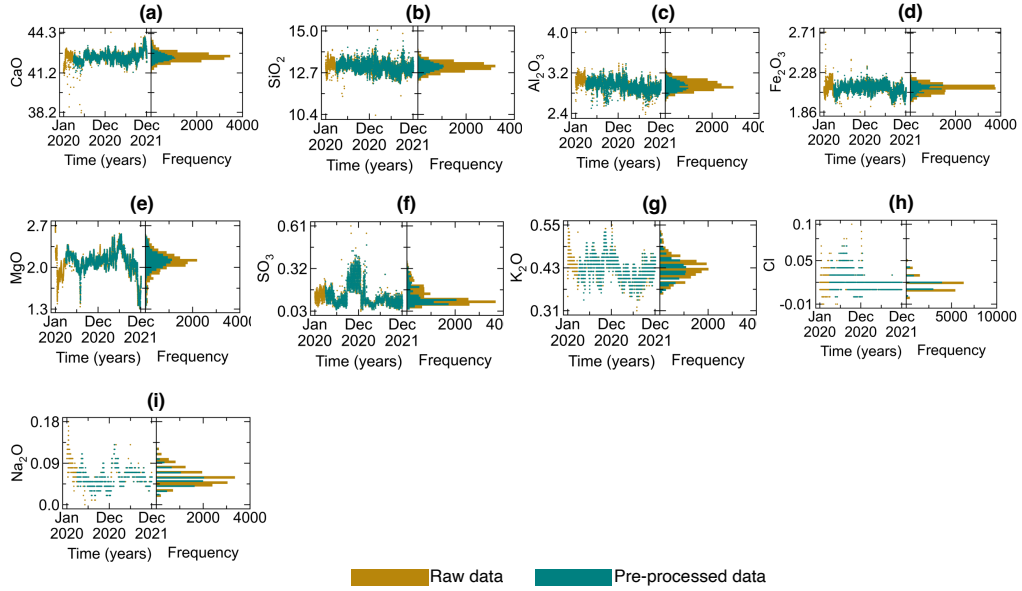 (a)
CaO
44.3
41.2
38.2
Jan 2020
Dec 2020
Dec 2021
2000
4000
Time (years)
Frequency
(b)
SiO2
15.0
12.7
10.4
Jan 2020
Dec 2020
Dec 2021
2000
400
Time (years)
Frequency
(c)
Al2O3
4.0
3.2
2.4
Jan 2020
Dec 2020
Dec 2021
2000
400
Time (years)
Frequency
(d)
Fe2O3
2.71
2.28
1.86
Jan 2020
Dec 2020
Dec 2021
2000
4000
Time (years)
Frequency
(e)
MgO
2.7
2.0
1.3
Jan 2020
Dec 2020
Dec 2021
2000
4000
Time (years)
Frequency
(f)
SO3
0.61
0.32
0.03
Jan 2020
Dec 2020
Dec 2021
2000
40
Time (years)
Frequency
(g)
K2O
0.55
0.43
0.31
Jan 2020
Dec 2020
Dec 2021
2000
40
Time (years)
Frequency
(h)
Cl
0.1
0.05
-0.01
Jan 2020
Dec 2020
Dec 2021
5000
10000
Time (years)
Frequency
(i)
Na2O
0.18
0.09
0.0
Jan 2020
Dec 2020
Dec 2021
2000
4000
Time (years)
Frequency
Raw data
Pre-processed data